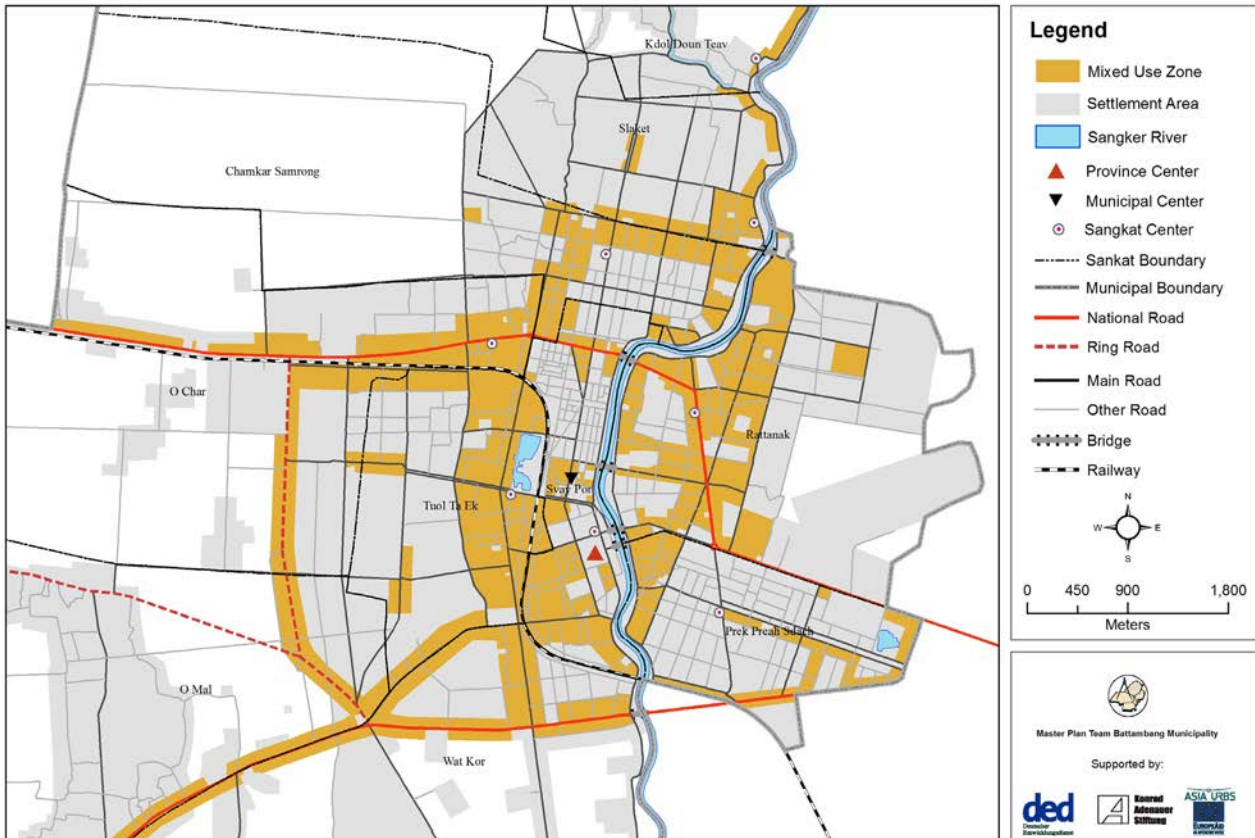 Kdol Doun Teav
Slaket
Chamkar Samrong
O Char
Rattanak
Tuol Ta Ek
Svay Por
Prek Preah Sdach
O Mal
Wat Kor
Legend
Mixed Use Zone
Settlement Area
Sangker River
Province Center
Municipal Center
Sangkat Center
Sankat Boundary
Municipal Boundary
National Road
Ring Road
Main Road
Other Road
Bridge
Railway
N
W E
S
0 450 900 1,800
Meters
Master Plan Team Battambang Municipality
Supported by:
ded
Deutscher
Entwicklungsdienst
Konrad
Adenauer
Stiftung
ASIA URBS
EUROPEAID